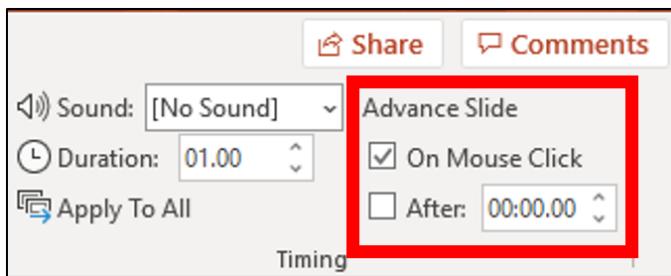 Share Comments
Sound: [No Sound] Advance Slide
Duration: 01.00 On Mouse Click
Apply To All After: 00:00.00
Timing